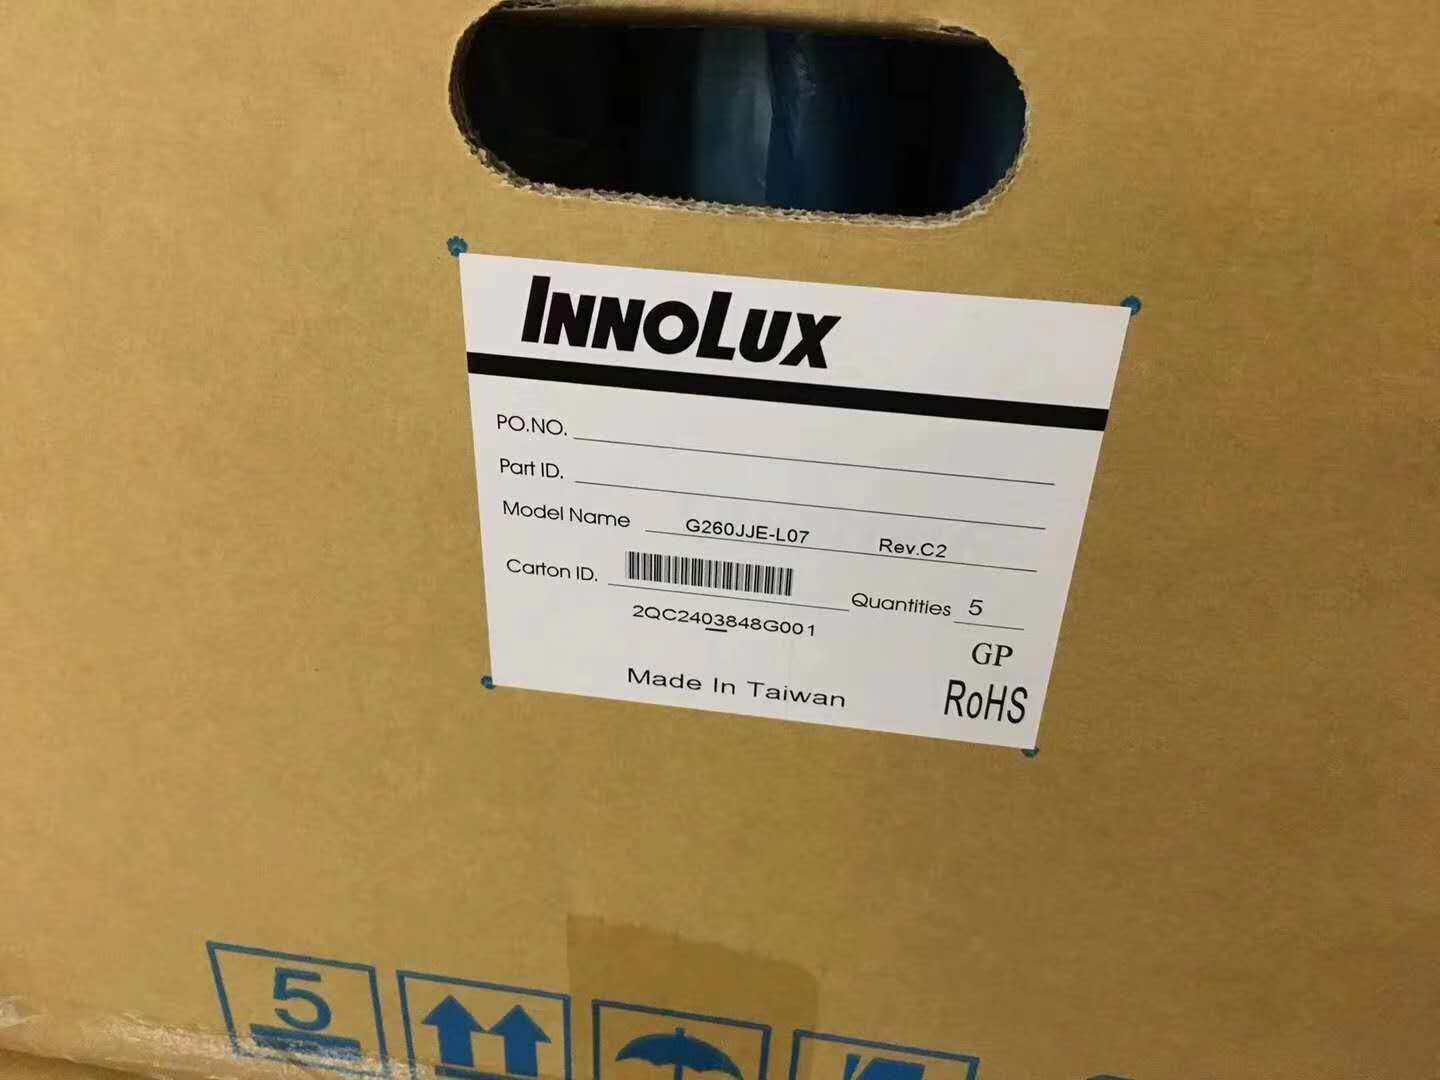 INNOLUX
PO.NO.
Part ID.
Model Name G260JJE-L07 Rev.C2
Carton ID. Quantities 5
2QC2403848G001
GP
Made In Taiwan RoHS
5